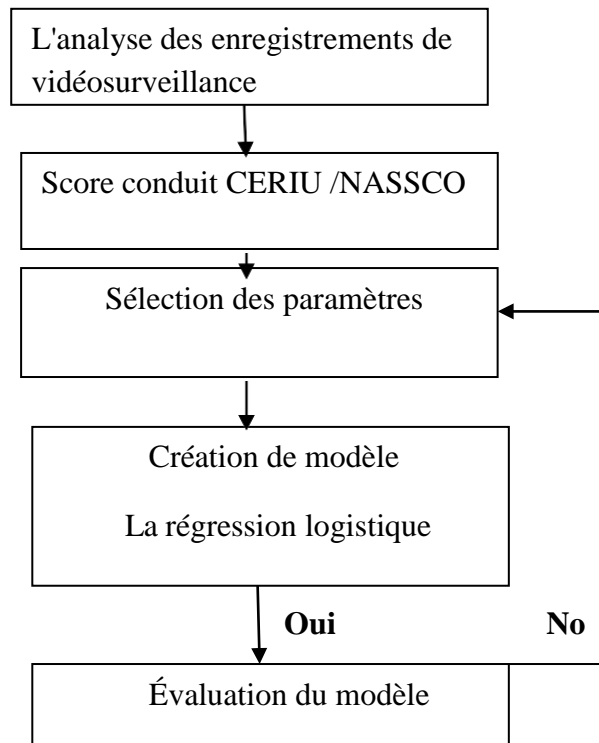 L'analyse des enregistrements de
vidéosurveillance
Score conduit CERIU /NASSCO
Sélection des paramètres
Création de modèle
La régression logistique
Oui
No
Évaluation du modèle